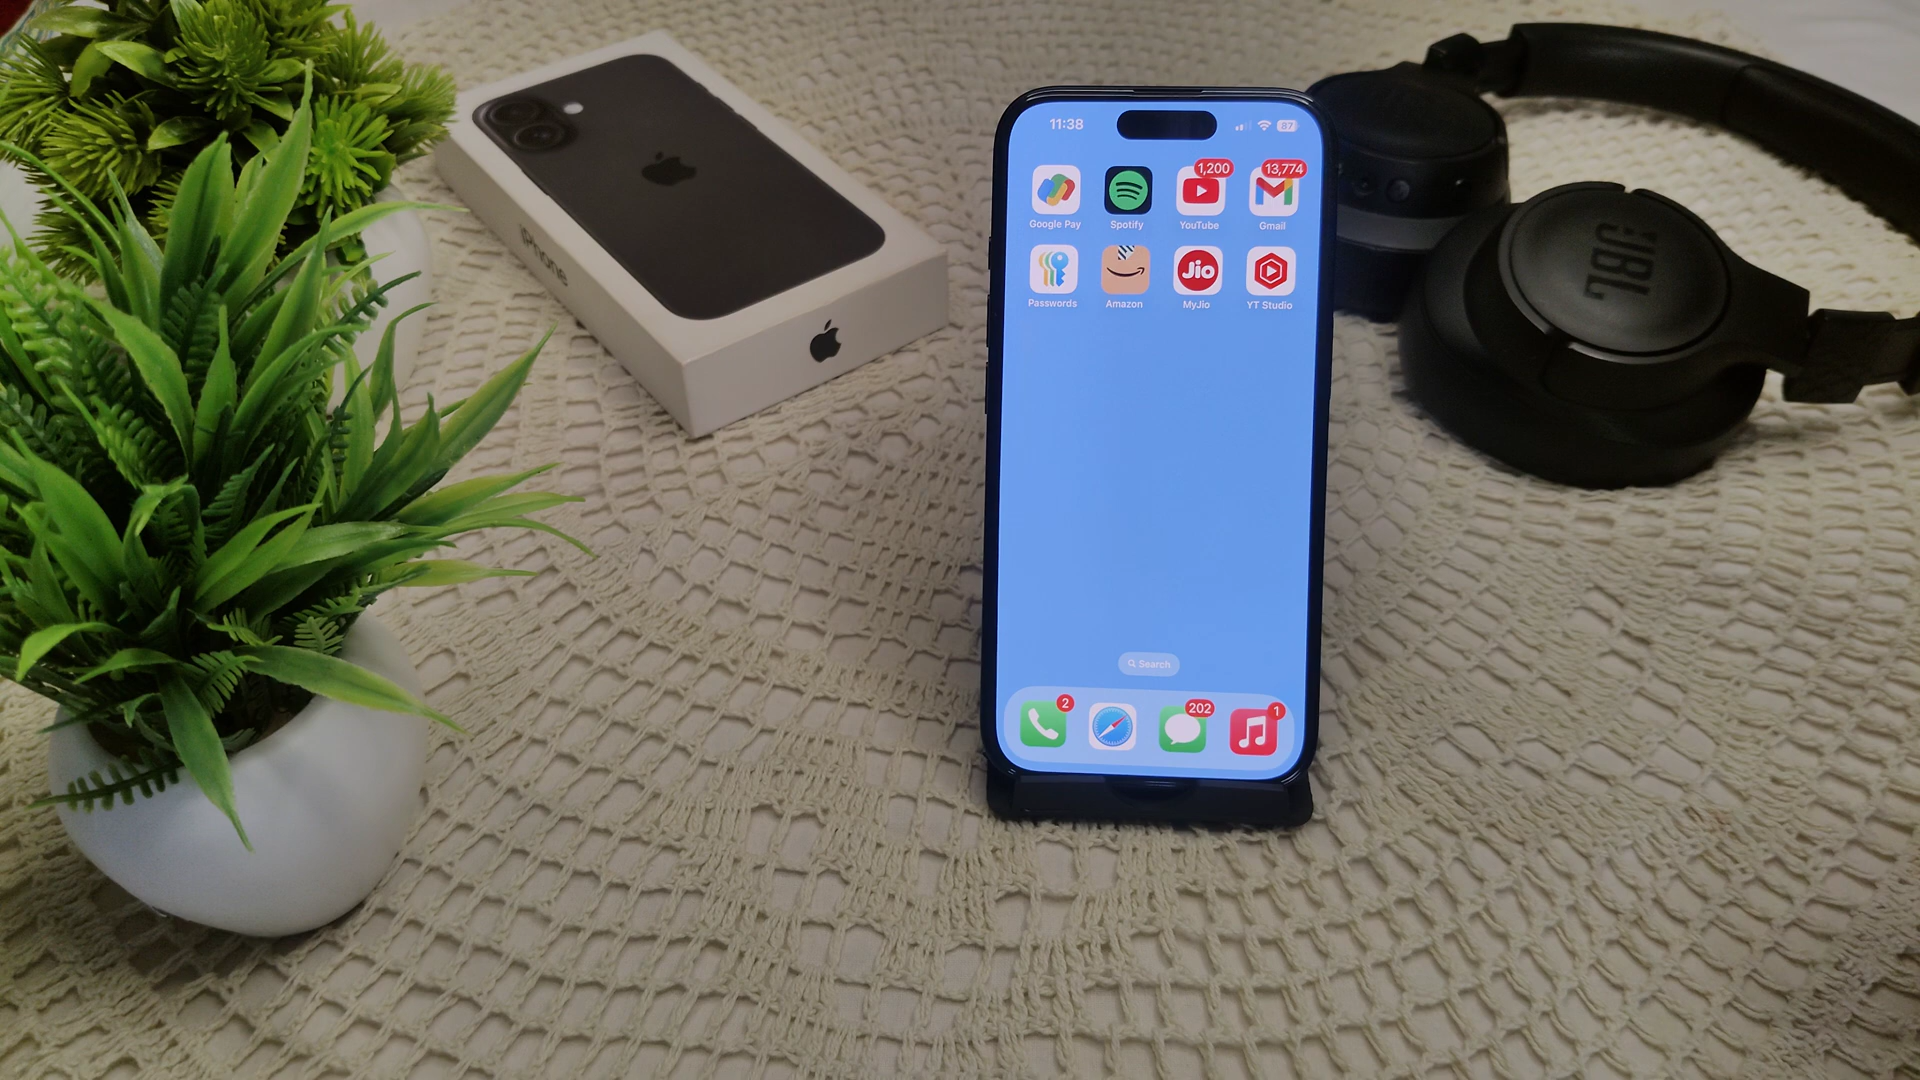 iPhone
11:38
87
1,200
13,774
Google Pay
Spotify
YouTube
Gmail
Jio
Passwords
Amazon
MyJio
YT Studio
Search
2
202
1
JBL